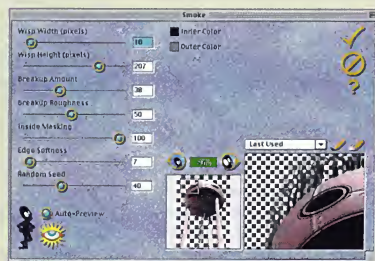 Smoke
Wisp Width (pixels)
10
Wisp Height (pixels)
207
Breakup Amount
38
Breakup Roughness
50
Inside Masking
100
Edge Softness
7
Random Seed
40
Auto-Preview
Inner Color
Outer Color
Last Used